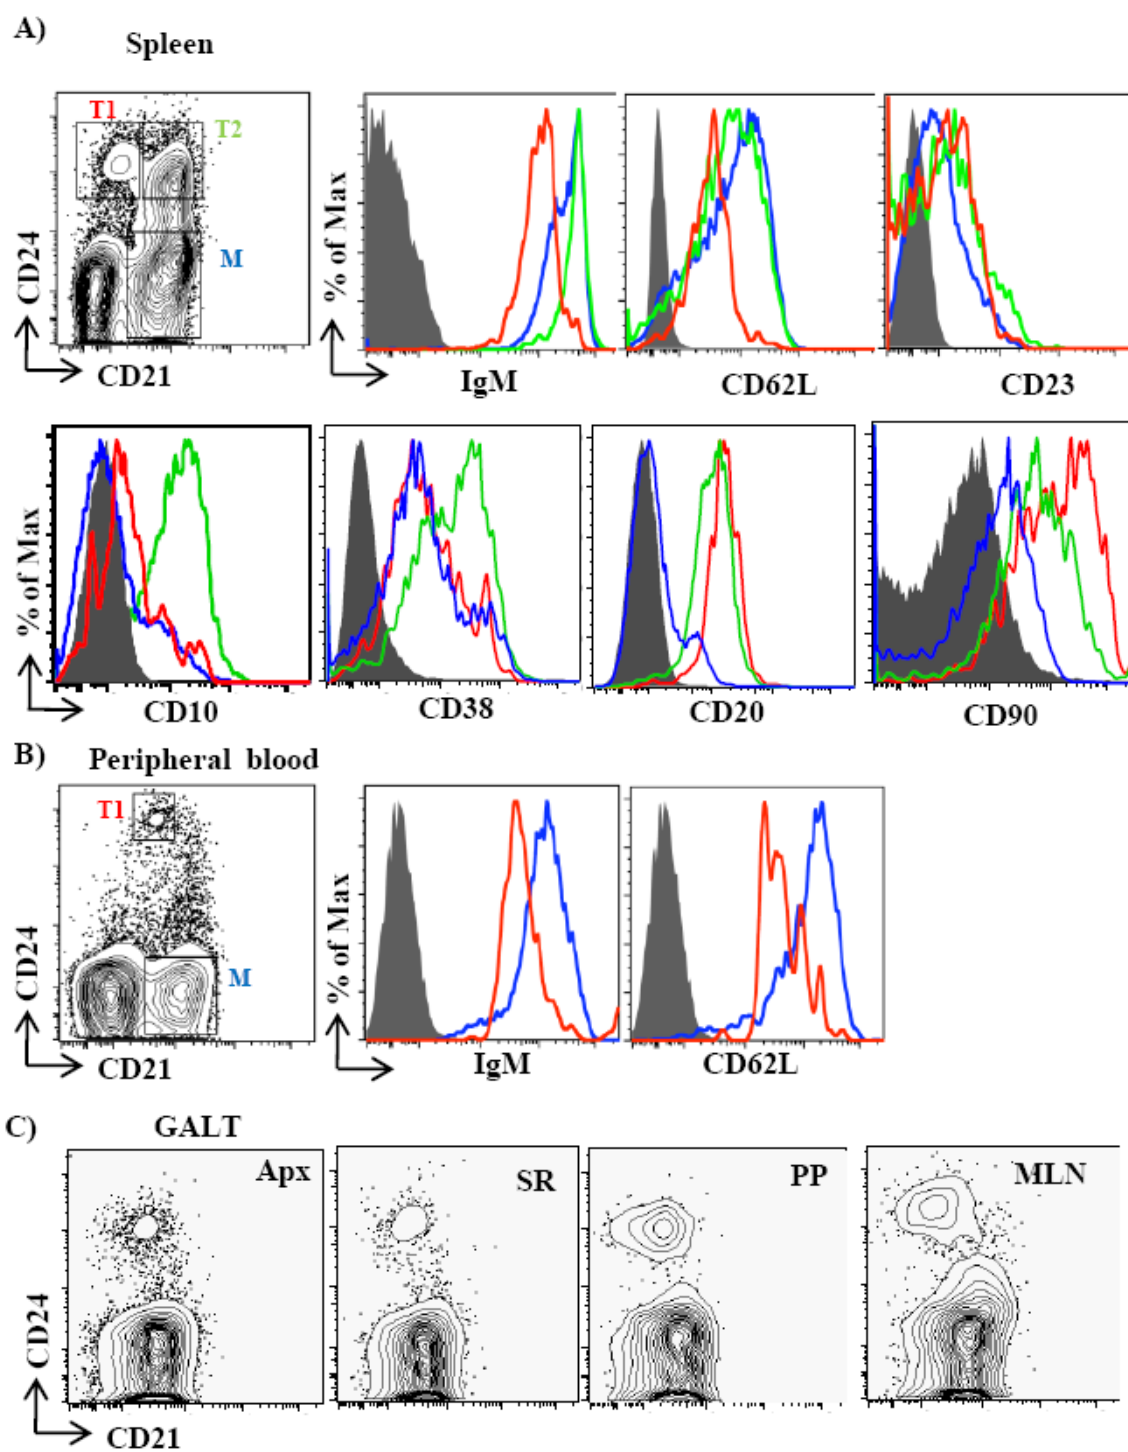 A)
Spleen
T1
T2
M
CD24
CD21
% of Max
IgM
CD62L
CD23
% of Max
CD10
CD38
CD20
CD90
B)
Peripheral blood
T1
M
CD24
CD21
% of Max
IgM
CD62L
C)
GALT
Apx
SR
PP
MLN
CD24
CD21